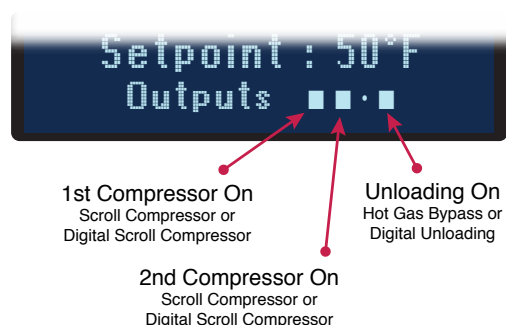 Setpoint : 50°F
Outputs ■■·■
1st Compressor On
Scroll Compressor or
Digital Scroll Compressor
Unloading On
Hot Gas Bypass or
Digital Unloading
2nd Compressor On
Scroll Compressor or
Digital Scroll Compressor